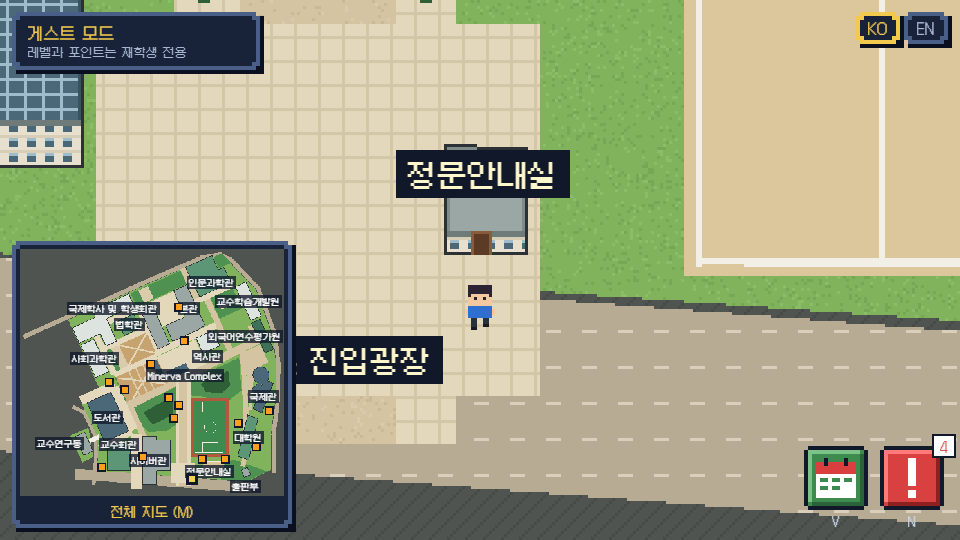 게스트 모드
레벨과 포인트는 재학생 전용
KO
EN
정문안내실
진입광장
인문과학관
국제학사 및 학생회관
본관
교수학습개발원
법학관
외국어연수평가원
사회과학관
역사관
Minerva Complex
국제관
도서관
대학원
교수연구동
교수회관
사이버관
정문안내실
출판부
전체 지도 (M)
4
V
N